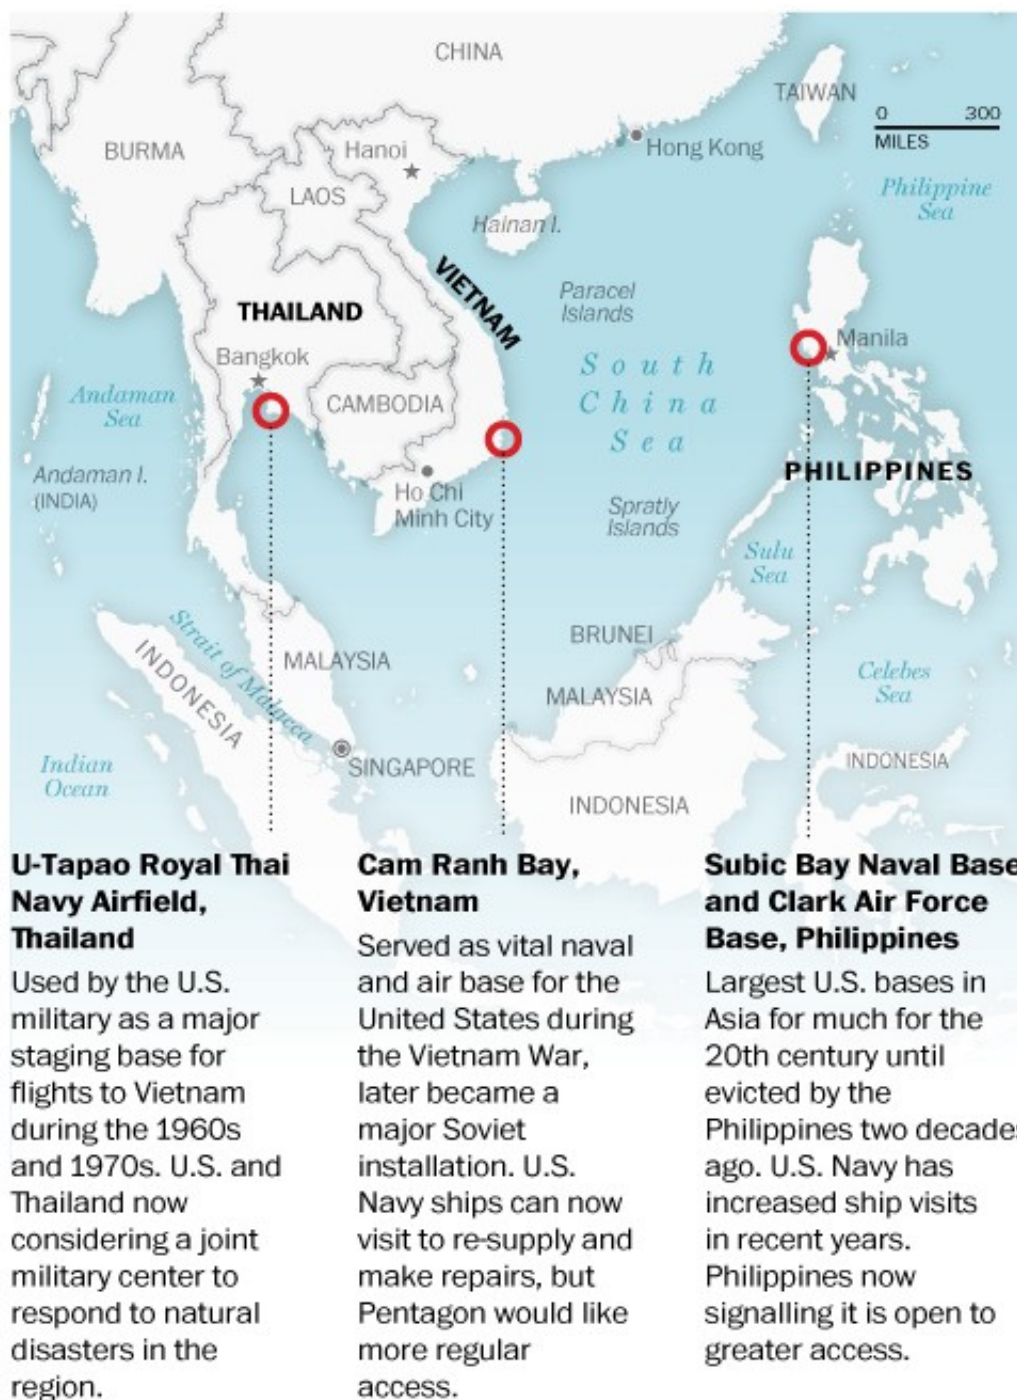 CHINA
TAIWAN
0 300
MILES
BURMA
Hanoi
Hong Kong
LAOS
Philippine
Sea
Hainan I.
VIETNAM
THAILAND
Paracel
Islands
Bangkok
Manila
South
China
Sea
Andaman
Sea
CAMBODIA
Andaman I.
(INDIA)
PHILIPPINES
Ho Chi
Minh City
Spratly
Islands
Sulu
Sea
Strait of Malacca
INDONESIA
MALAYSIA
BRUNEI
MALAYSIA
Celebes
Sea
Indian
Ocean
SINGAPORE
INDONESIA
INDONESIA
U-Tapao Royal Thai
Navy Airfield,
Thailand
Used by the U.S.
military as a major
staging base for
flights to Vietnam
during the 1960s
and 1970s. U.S. and
Thailand now
considering a joint
military center to
respond to natural
disasters in the
region.
Cam Ranh Bay,
Vietnam
Served as vital naval
and air base for the
United States during
the Vietnam War,
later became a
major Soviet
installation. U.S.
Navy ships can now
visit to re-supply and
make repairs, but
Pentagon would like
more regular
access.
Subic Bay Naval Base
and Clark Air Force
Base, Philippines
Largest U.S. bases in
Asia for much for the
20th century until
evicted by the
Philippines two decades
ago. U.S. Navy has
increased ship visits
in recent years.
Philippines now
signalling it is open to
greater access.